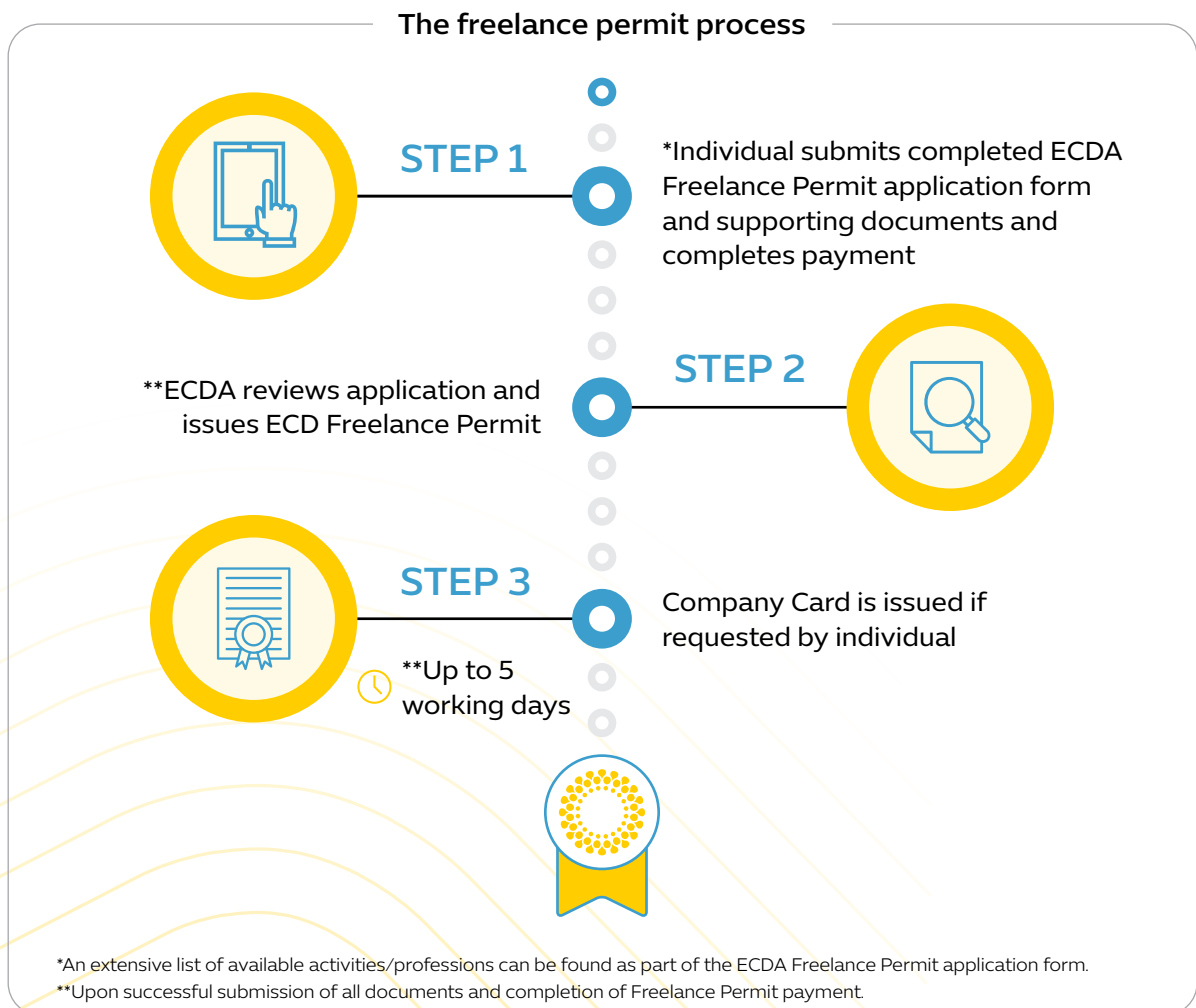 The freelance permit process
STEP 1
*Individual submits completed ECDA
Freelance Permit application form
and supporting documents and
completes payment
STEP 2
**ECDA reviews application and
issues ECD Freelance Permit
STEP 3
Company Card is issued if
requested by individual
**Up to 5
working days
*An extensive list of available activities/professions can be found as part of the ECDA Freelance Permit application form.
**Upon successful submission of all documents and completion of Freelance Permit payment.